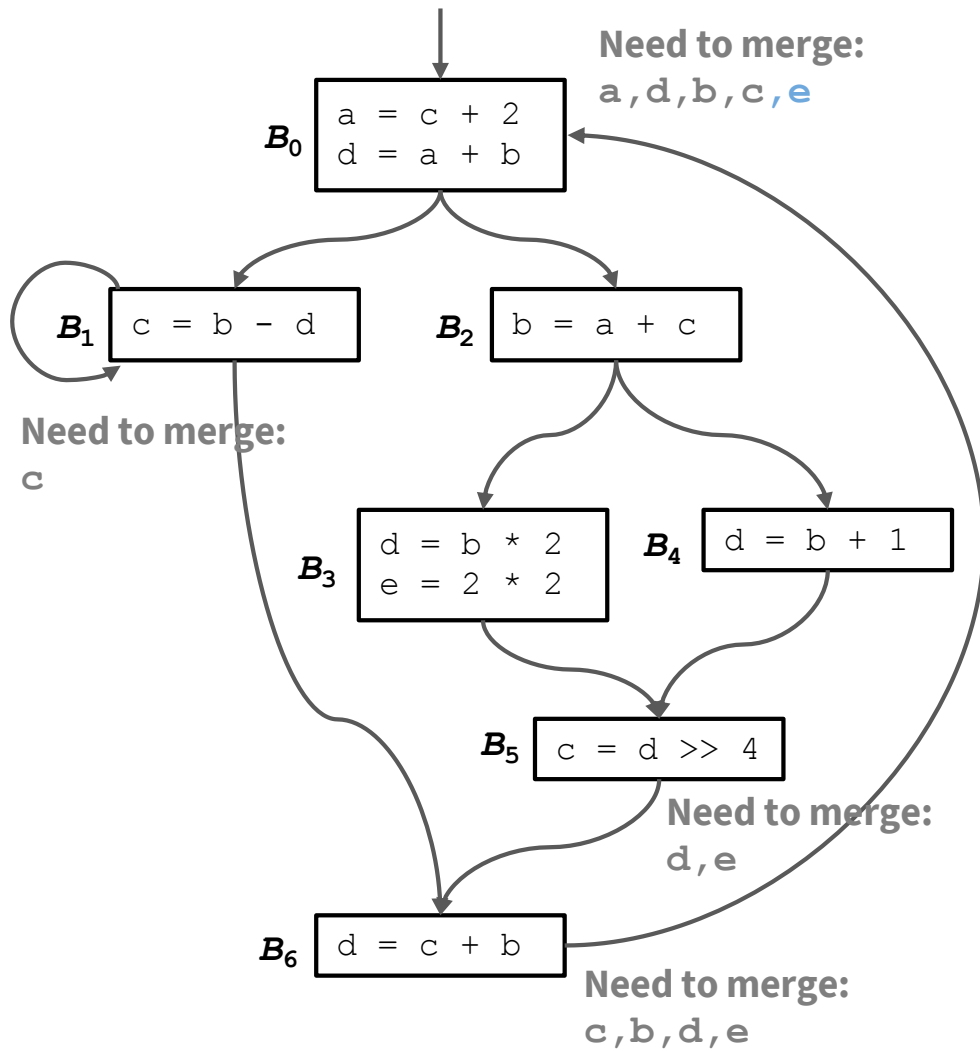 Need to merge:
a,d,b,c,e
B0
a = c + 2
d = a + b
B1
c = b - d
B2
b = a + c
Need to merge:
c
B3
d = b * 2
e = 2 * 2
B4
d = b + 1
B5
c = d >> 4
Need to merge:
d,e
B6
d = c + b
Need to merge:
c,b,d,e